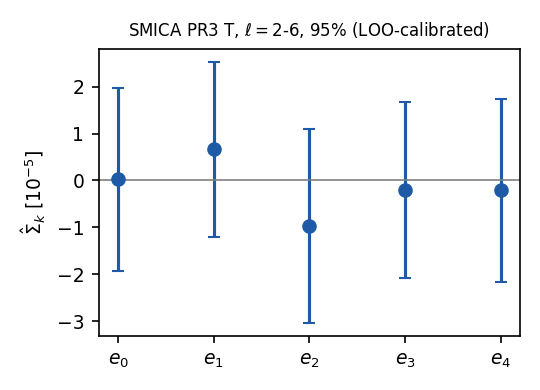 SMICA PR3 T, ℓ = 2-6, 95% (LOO-calibrated)
Σ̂ₖ [10⁻⁵]
2
1
0
−1
−2
−3
e₀ e₁ e₂ e₃ e₄